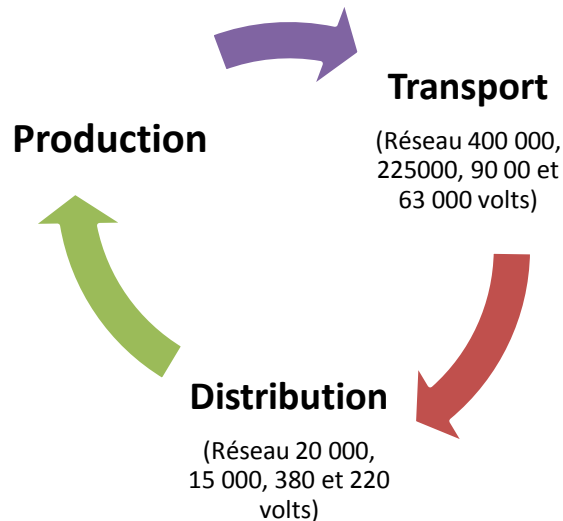 Production
Transport
(Réseau 400 000,
225000, 90 00 et
63 000 volts)
Distribution
(Réseau 20 000,
15 000, 380 et 220
volts)